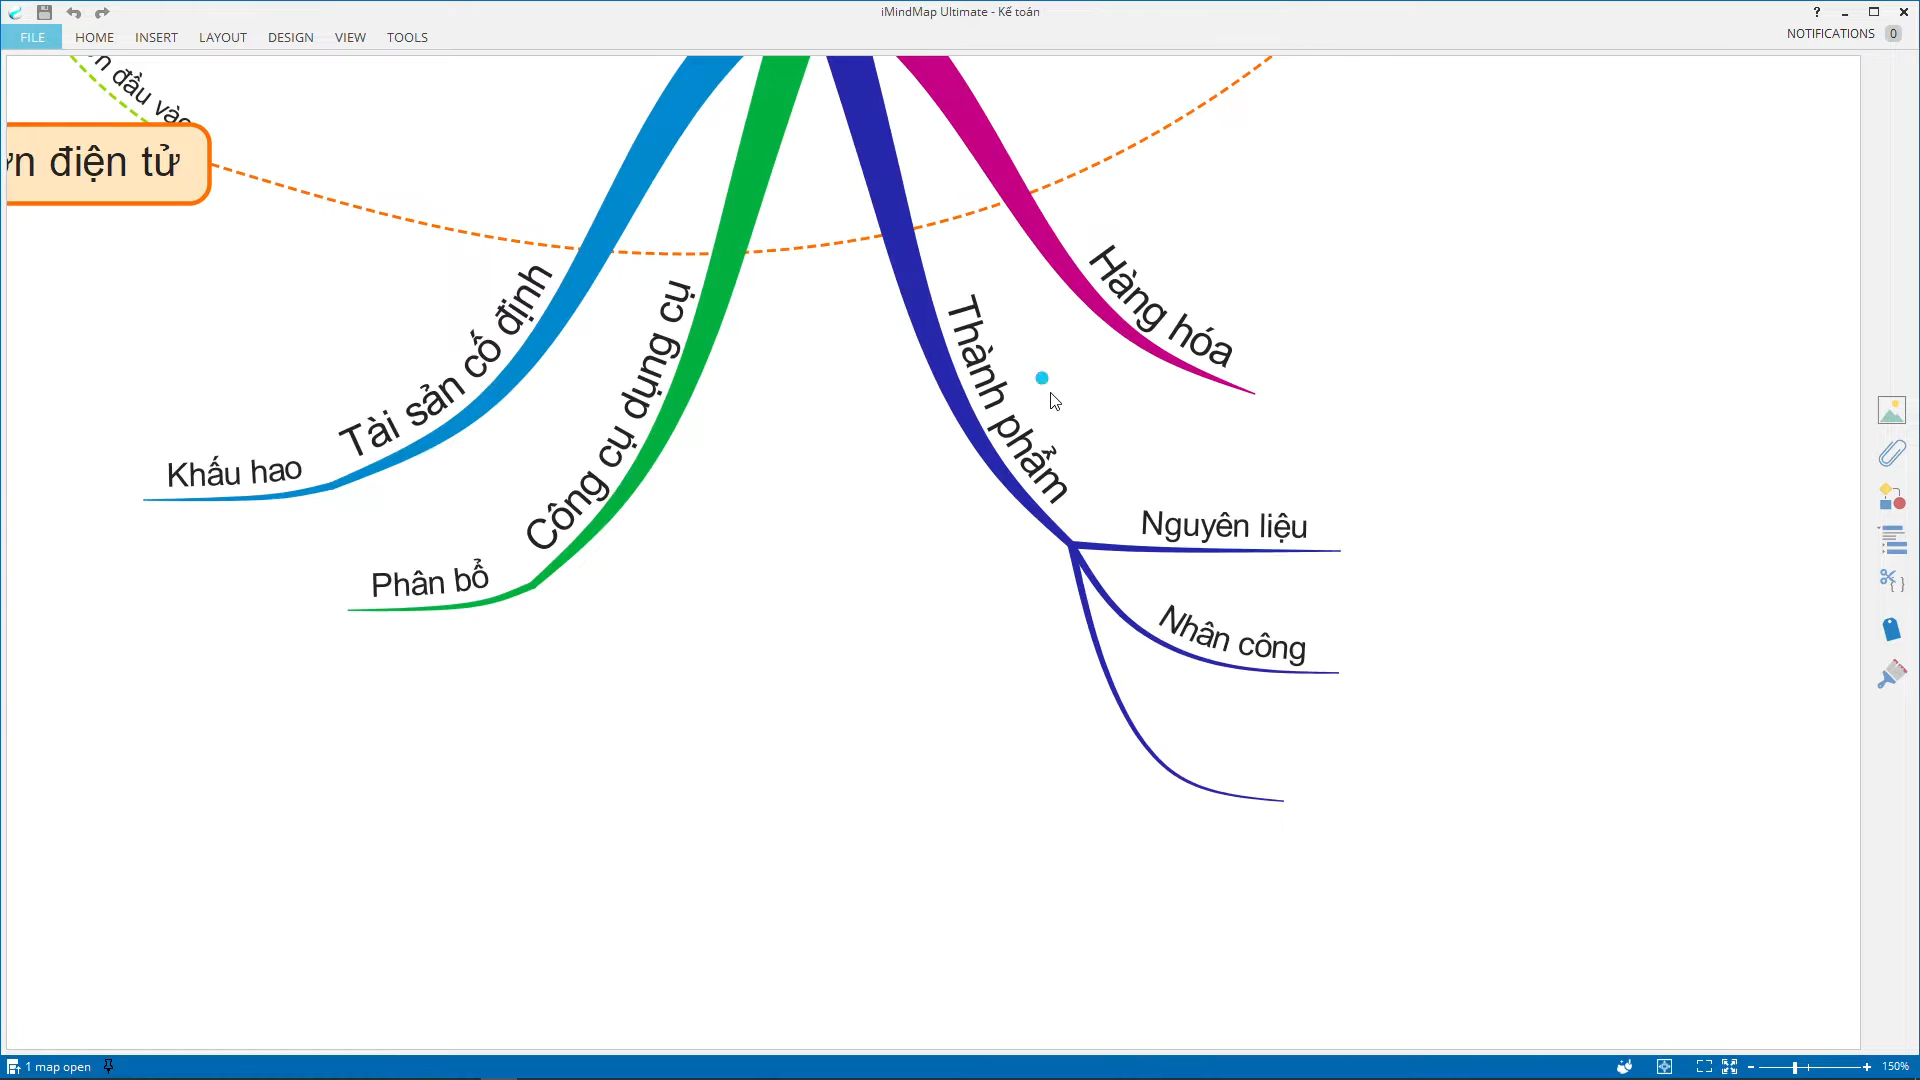 iMindMap Ultimate - Kế toán
?
FILE HOME INSERT LAYOUT DESIGN VIEW TOOLS
NOTIFICATIONS 0
đầu vào
điện tử
Tài sản cố định
Khấu hao
Công cụ dụng cụ
Phân bổ
Thành phẩm
Nguyên liệu
Nhân công
Hàng hóa
1 map open
150%